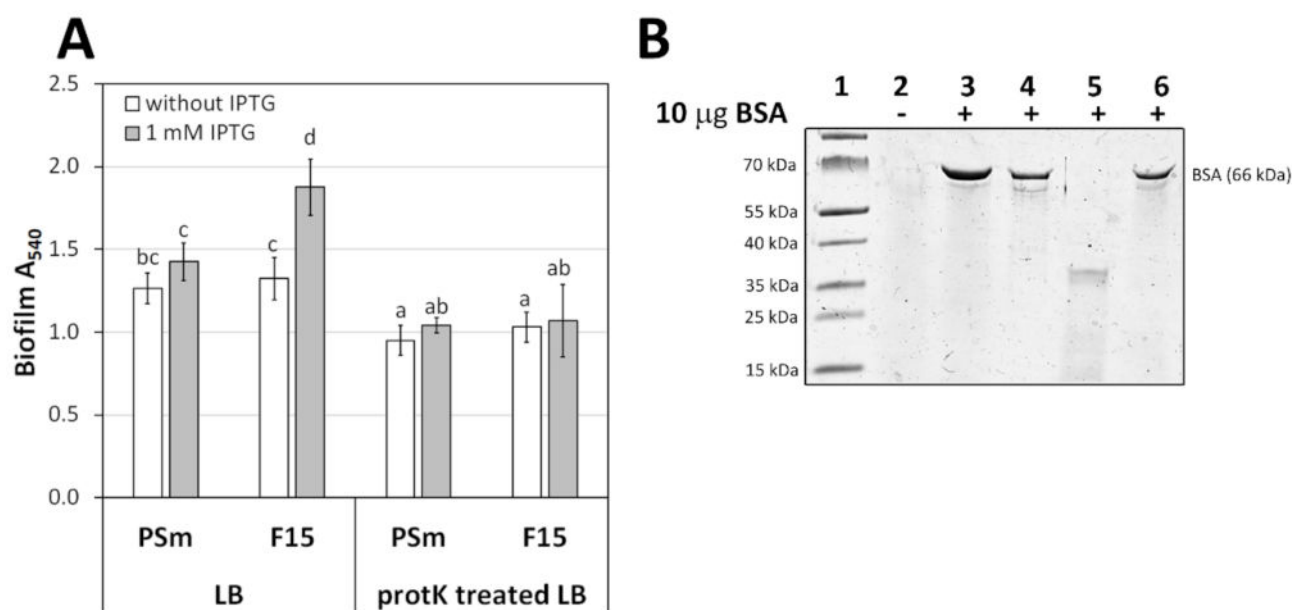 A
2.5
2.0
1.5
1.0
0.5
0.0
Biofilm A540
without IPTG
1 mM IPTG
bc
c
c
d
a
ab
a
ab
PSm F15 PSm F15
LB protK treated LB
B
1 2 3 4 5 6
10 µg BSA - + + + +
70 kDa
55 kDa
40 kDa
35 kDa
25 kDa
15 kDa
BSA (66 kDa)